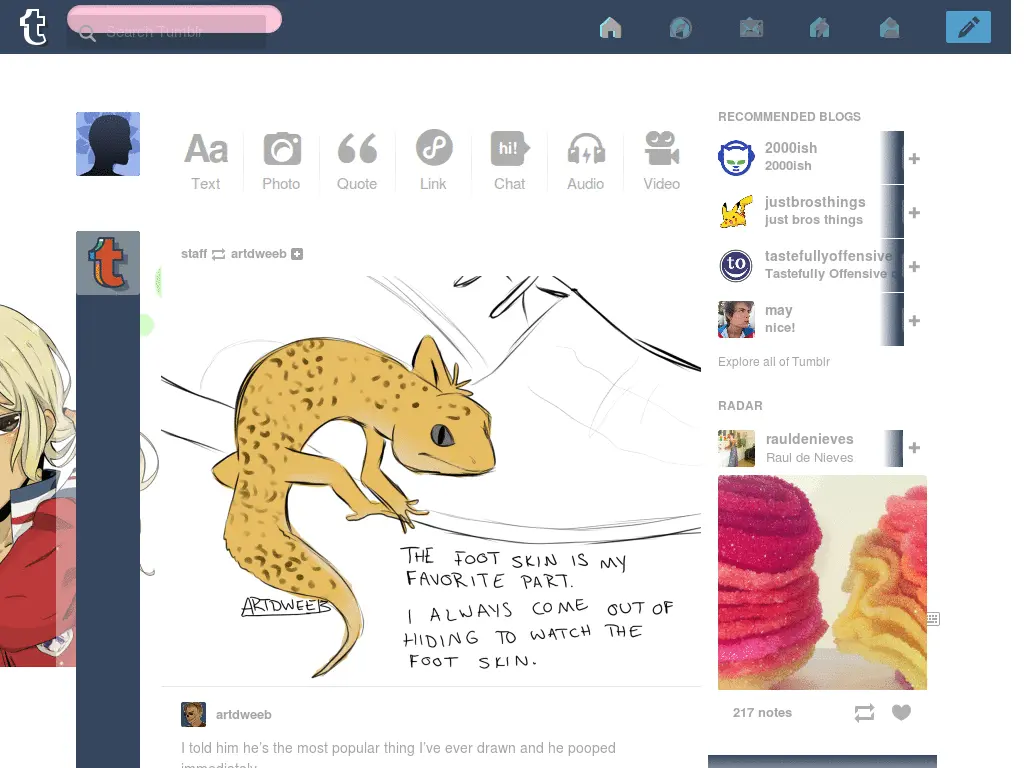 t
Search Tumblr
Aa
hi!
Text
Photo
Quote
Link
Chat
Audio
Video
t
staff artdweeb
THE FOOT SKIN IS MY
FAVORITE PART.
I ALWAYS COME OUT OF
HIDING TO WATCH THE
FOOT SKIN.
ARTDWEEB
artdweeb
I told him he's the most popular thing I've ever drawn and he pooped
immediately
RECOMMENDED BLOGS
2000ish
2000ish
justbrosthings
just bros things
to
tastefullyoffensive
Tastefully Offensive
may
nice!
Explore all of Tumblr
RADAR
rauldenieves
Raul de Nieves
217 notes